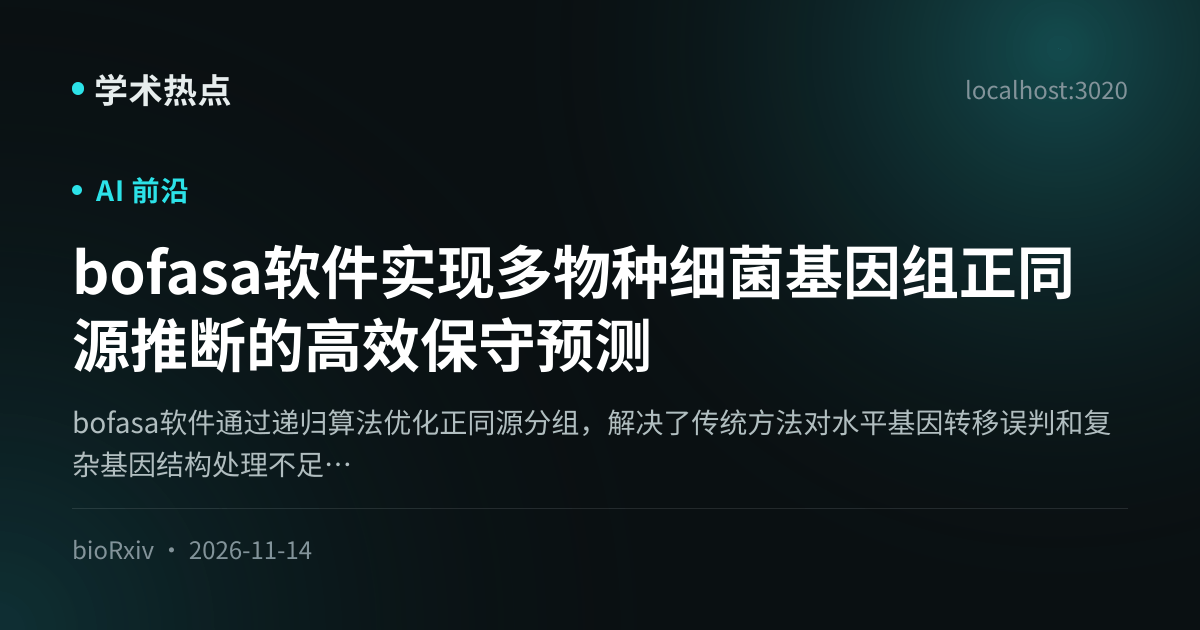 学术热点
localhost:3020
AI 前沿
bofasa软件实现多物种细菌基因组正同
源推断的高效保守预测
bofasa软件通过递归算法优化正同源分组，解决了传统方法对水平基因转移误判和复
杂基因结构处理不足…
bioRxiv · 2026-11-14